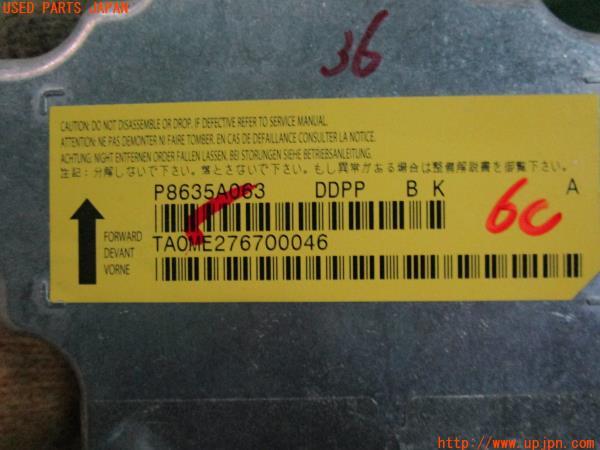 USED PARTS JAPAN
36
CAUTION: DO NOT DISASSEMBLE OR DROP. IF DEFECTIVE REFER TO SERVICE MANUAL.
ATTENTION: NE PAS DEMONTER NI FAIRE TOMBER. EN CAS DE DEFAILLANCE CONSULTER LA NOTICE.
ACHTUNG: NIGHT ENTFERNEN ORDER FALLEN LASSEN. BEI STORUNGEN SIEHE BETRIEBSANLEITUNG.
注記: 分解しないで下さい。落とさないで下さい。もし異常がある場合は整備解説書を御覧下さい。
P8635A063 DDPP B K A
6C
FORWARD
DEVANT
VORNE
TA0ME276700046
http://www.upjpn.com/